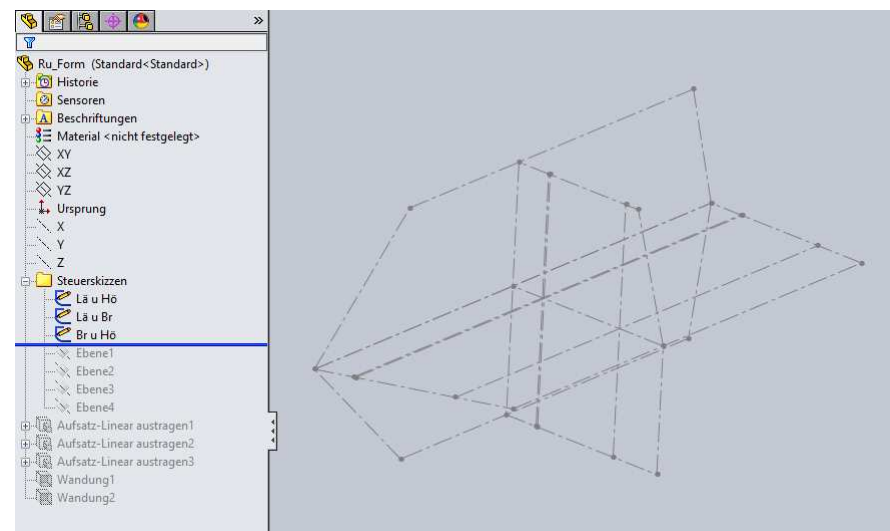 »
Ru_Form (Standard<Standard>)
Historie
Sensoren
A Beschriftungen
Material <nicht festgelegt>
XY
XZ
YZ
Ursprung
X
Y
Z
Steuerskizzen
Lä u Hö
Lä u Br
Br u Hö
Ebene1
Ebene2
Ebene3
Ebene4
Aufsatz-Linear austragen1
Aufsatz-Linear austragen2
Aufsatz-Linear austragen3
Wandung1
Wandung2